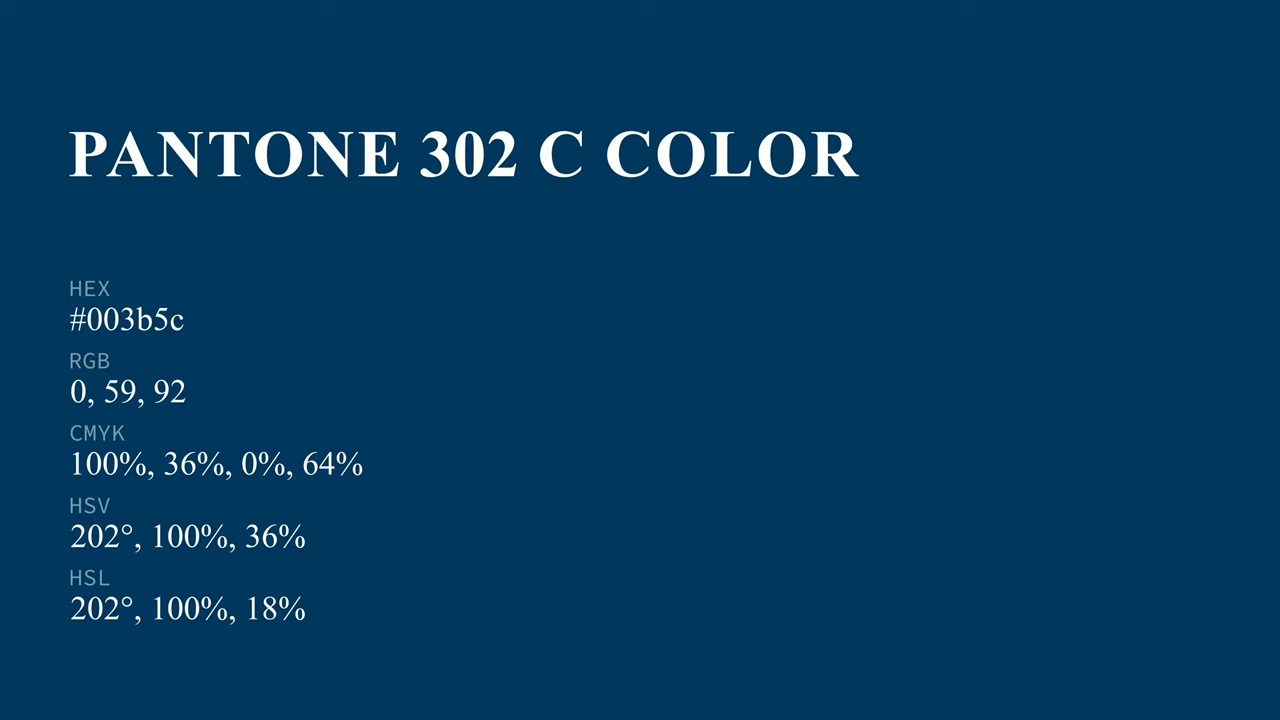 PANTONE 302 C COLOR
HEX
#003b5c
RGB
0, 59, 92
CMYK
100%, 36%, 0%, 64%
HSV
202°, 100%, 36%
HSL
202°, 100%, 18%